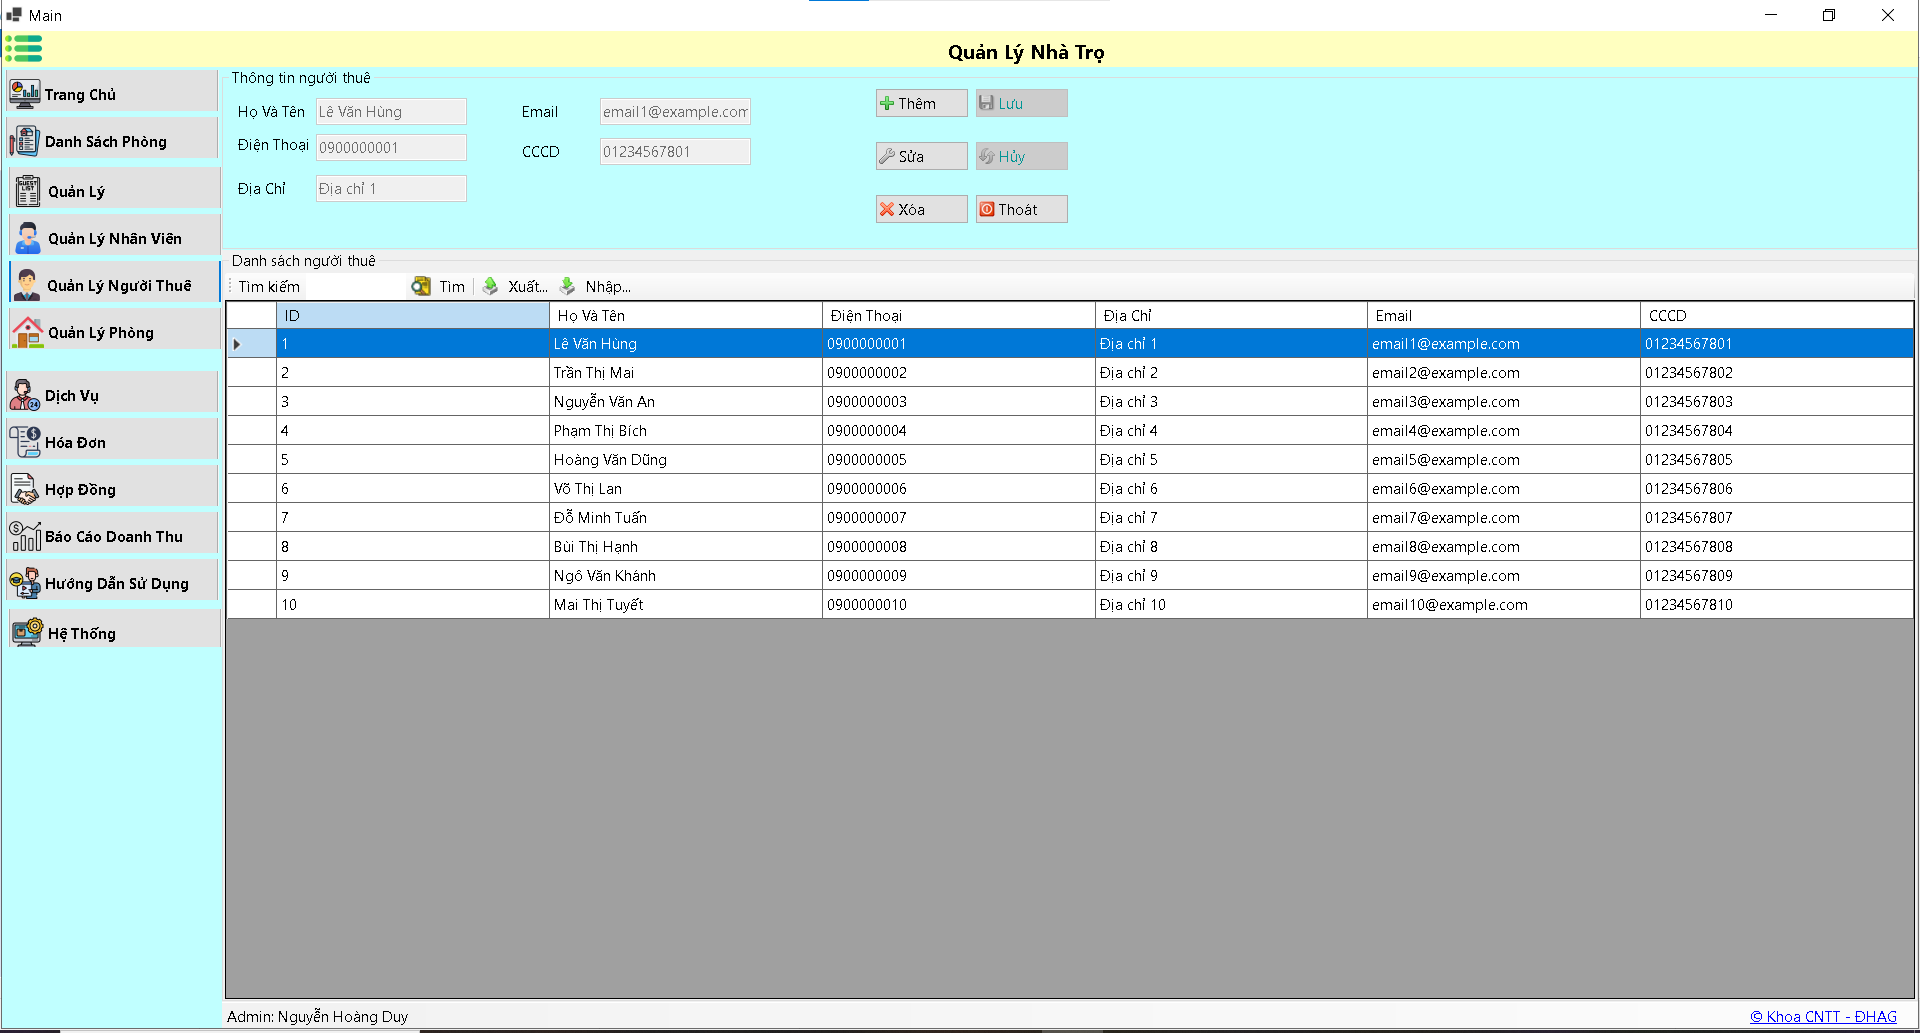 Main
Quản Lý Nhà Trọ
Trang Chủ
Danh Sách Phòng
Quản Lý
Quản Lý Nhân Viên
Quản Lý Người Thuê
Quản Lý Phòng
Dịch Vụ
Hóa Đơn
Hợp Đồng
Báo Cáo Doanh Thu
Hướng Dẫn Sử Dụng
Hệ Thống
Thông tin người thuê
Họ Và Tên Lê Văn Hùng Email email1@example.com
Điện Thoại 0900000001 CCCD 01234567801
Địa Chỉ Địa chỉ 1
Thêm Lưu
Sửa Hủy
Xóa Thoát
Danh sách người thuê
Tìm kiếm Tìm Xuất... Nhập...
ID Họ Và Tên Điện Thoại Địa Chỉ Email CCCD
1 Lê Văn Hùng 0900000001 Địa chỉ 1 email1@example.com 01234567801
2 Trần Thị Mai 0900000002 Địa chỉ 2 email2@example.com 01234567802
3 Nguyễn Văn An 0900000003 Địa chỉ 3 email3@example.com 01234567803
4 Phạm Thị Bích 0900000004 Địa chỉ 4 email4@example.com 01234567804
5 Hoàng Văn Dũng 0900000005 Địa chỉ 5 email5@example.com 01234567805
6 Võ Thị Lan 0900000006 Địa chỉ 6 email6@example.com 01234567806
7 Đỗ Minh Tuấn 0900000007 Địa chỉ 7 email7@example.com 01234567807
8 Bùi Thị Hạnh 0900000008 Địa chỉ 8 email8@example.com 01234567808
9 Ngô Văn Khánh 0900000009 Địa chỉ 9 email9@example.com 01234567809
10 Mai Thị Tuyết 0900000010 Địa chỉ 10 email10@example.com 01234567810
Admin: Nguyễn Hoàng Duy
© Khoa CNTT - ĐHAG